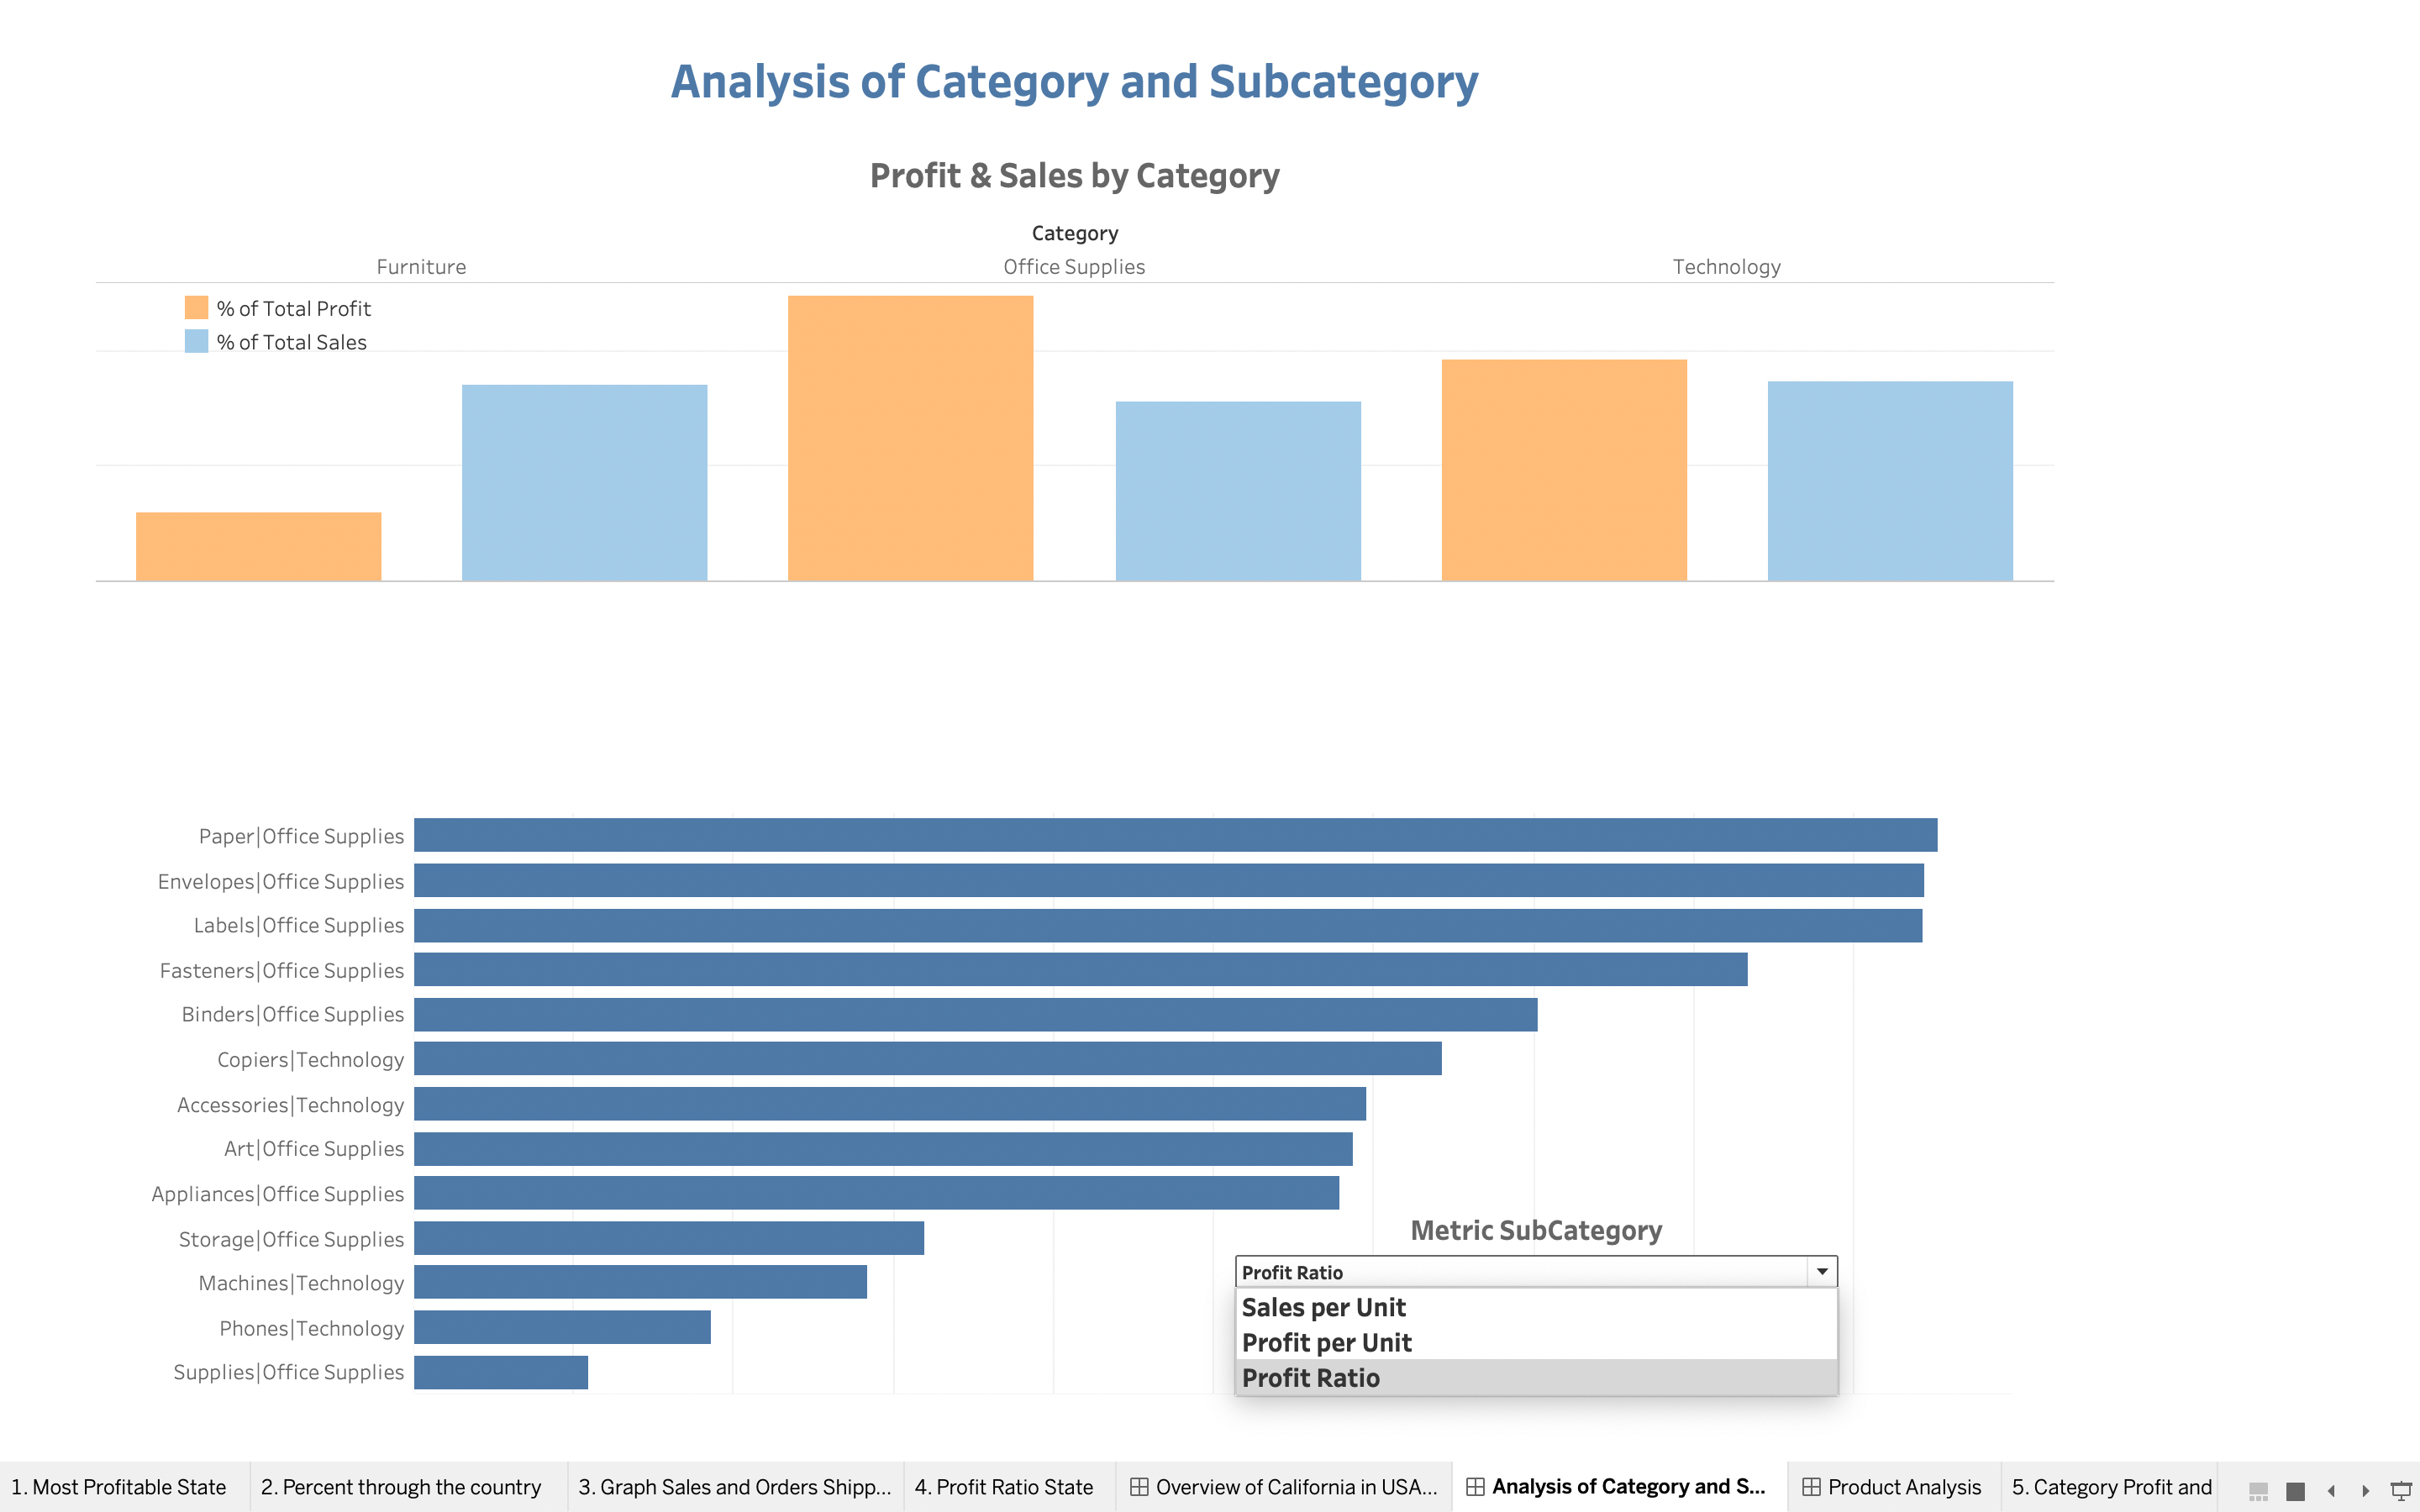 Analysis of Category and Subcategory
Profit & Sales by Category
Category
Furniture
Office Supplies
Technology
% of Total Profit
% of Total Sales
Paper|Office Supplies
Envelopes|Office Supplies
Labels|Office Supplies
Fasteners|Office Supplies
Binders|Office Supplies
Copiers|Technology
Accessories|Technology
Art|Office Supplies
Appliances|Office Supplies
Storage|Office Supplies
Machines|Technology
Phones|Technology
Supplies|Office Supplies
Metric SubCategory
Profit Ratio
Sales per Unit
Profit per Unit
Profit Ratio
1. Most Profitable State
2. Percent through the country
3. Graph Sales and Orders Shipp...
4. Profit Ratio State
Overview of California in USA...
Analysis of Category and S...
Product Analysis
5. Category Profit and